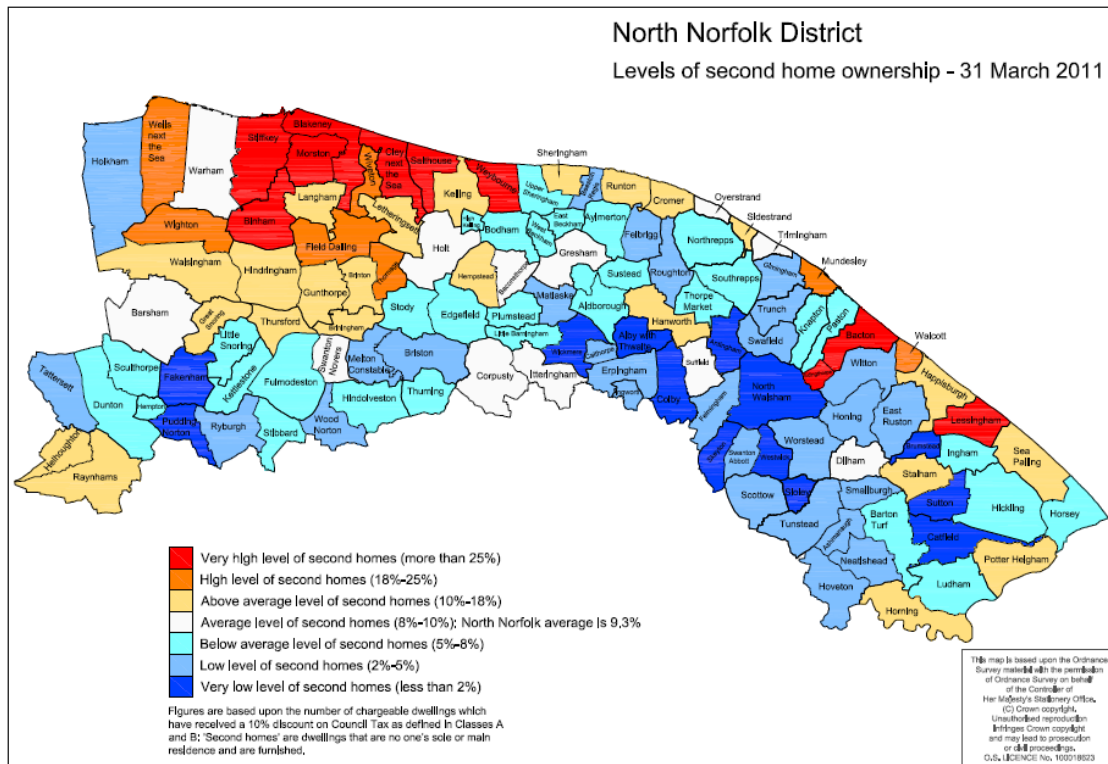 North Norfolk District
Levels of second home ownership - 31 March 2011
Sheringham
Wells
next
the
Sea
Holkham
Warham
Stiffkey
Blakeney
Morston
Cley
next
the
Sea
Salthouse
Weybourne
Kelling
Upper
Sheringham
Runton
Cromer
Overstrand
Sidestrand
Trimingham
Mundesley
Langham
Letheringsett
Wighton
Binham
Field Dalling
Holt
Bodham
West
Beckham
East
Beckham
Aylmerton
Felbrigg
Northrepps
Gresham
Roughton
Southrepps
Gimingham
Walsingham
Hindringham
Brinton
Thornage
Hempstead
Baconsthorpe
Sustead
Thorpe
Market
Trunch
Knapton
Paston
Bacton
Walcott
Barsham
Great
Snoring
Gunthorpe
Thursford
Stody
Edgefield
Plumstead
Matlaske
Aldborough
Hanworth
Swafield
Witton
Happisburgh
Little
Snoring
Briningham
Little Barningham
Alby with
Thwaite
Antingham
Suffield
Tattersett
Sculthorpe
Fakenham
Kettlestone
Fulmodeston
Swanton
Novers
Melton
Constable
Briston
Corpusty
Itteringham
Wickmere
Calthorpe
Erpingham
Ingworth
Colby
Felmingham
North
Walsham
Honing
East
Ruston
Lessingham
Dunton
Hempton
Pudding
Norton
Ryburgh
Stibbard
Wood
Norton
Hindolveston
Thurning
Skeyton
Swanton
Abbott
Westwick
Worstead
Dilham
Brumstead
Ingham
Sea
Palling
Helhoughton
Raynhams
Scottow
Sloley
Smallburgh
Stalham
Sutton
Hickling
Horsey
Tunstead
Ashmanaugh
Barton
Turf
Catfield
Potter Heigham
Neatishead
Hoveton
Ludham
Horning
Very high level of second homes (more than 25%)
High level of second homes (18%-25%)
Above average level of second homes (10%-18%)
Average level of second homes (8%-10%); North Norfolk average is 9.3%
Below average level of second homes (5%-8%)
Low level of second homes (2%-5%)
Very low level of second homes (less than 2%)
Figures are based upon the number of chargeable dwellings which
have received a 10% discount on Council Tax as defined in Classes A
and B; 'Second homes' are dwellings that are no one's sole or main
residence and are furnished.
This map is based upon the Ordnance
Survey material with the permission
of Ordnance Survey on behalf
of the Controller of
Her Majesty's Stationery Office.
(C) Crown copyright.
Unauthorised reproduction
infringes Crown copyright
and may lead to prosecution
or civil proceedings.
O.S. LICENCE No. 100018623